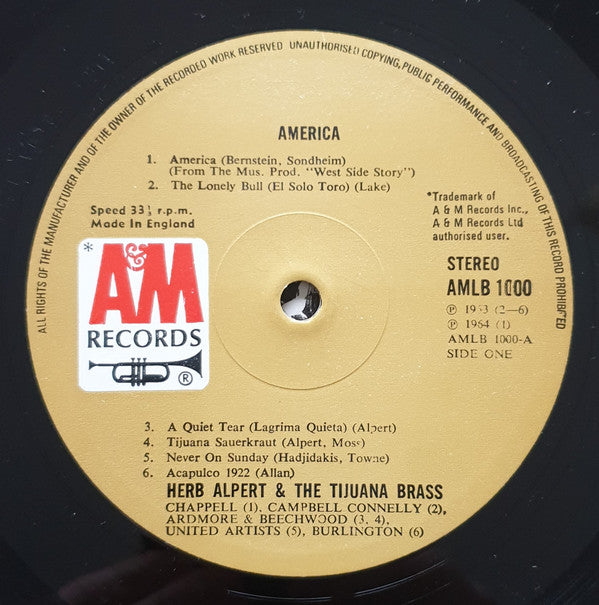 ALL RIGHTS OF THE MANUFACTURER AND OF THE OWNER OF THE RECORDED WORK RESERVED UNAUTHORISED COPYING, PUBLIC PERFORMANCE AND BROADCASTING OF THIS RECORD PROHIBITED
AMERICA
1. America (Bernstein, Sondheim)
(From The Mus. Prod. "West Side Story")
2. The Lonely Bull (El Solo Toro) (Lake)
Speed 33⅓ r.p.m.
Made In England
*Trademark of
A & M Records Inc.,
A & M Records Ltd
authorised user.
*
A&M
RECORDS
®
STEREO
AMLB 1000
Ⓟ 1963 (2–6)
Ⓟ 1964 (1)
AMLB 1000-A
SIDE ONE
3. A Quiet Tear (Lagrima Quieta) (Alpert)
4. Tijuana Sauerkraut (Alpert, Moss)
5. Never On Sunday (Hadjidakis, Towne)
6. Acapulco 1922 (Allan)
HERB ALPERT & THE TIJUANA BRASS
CHAPPELL (1), CAMPBELL CONNELLY (2),
ARDMORE & BEECHWOOD (3, 4),
UNITED ARTISTS (5), BURLINGTON (6)